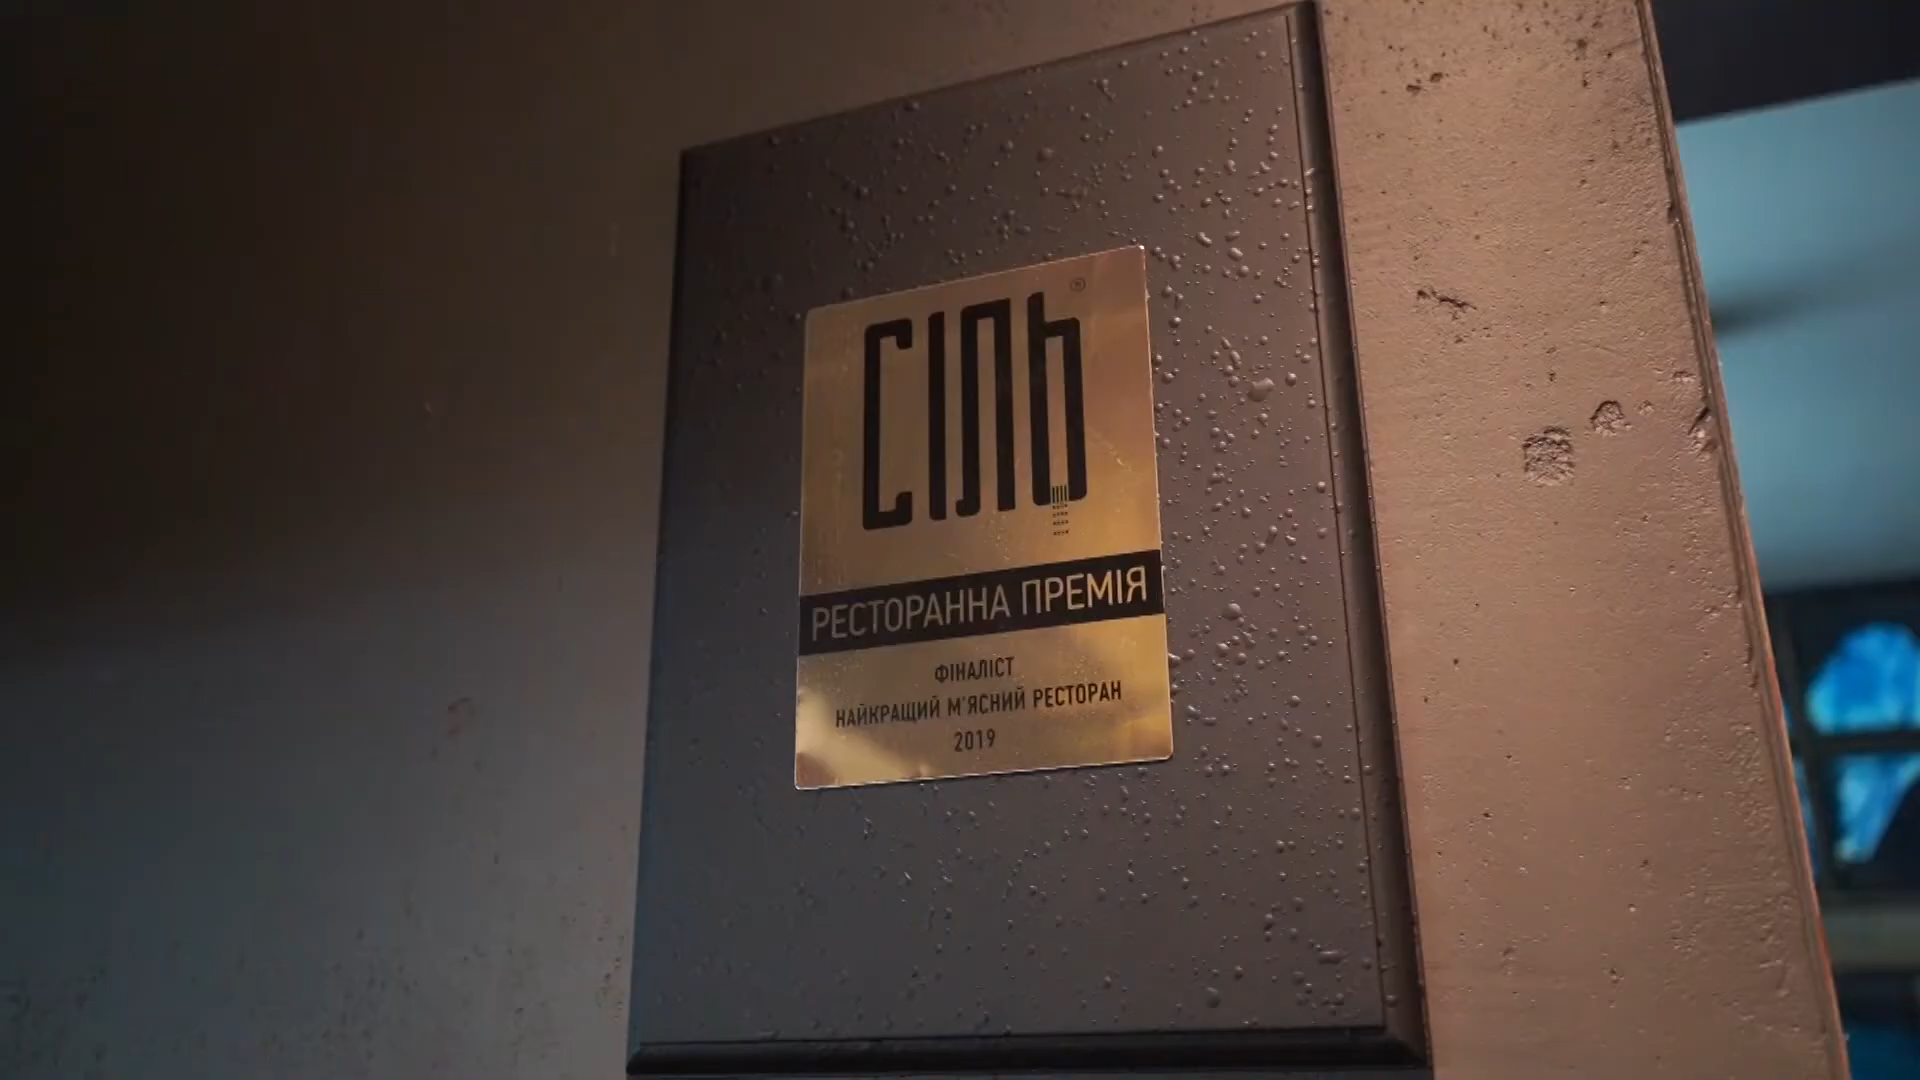 СІЛЬ ®
РЕСТОРАННА ПРЕМІЯ
ФІНАЛІСТ
НАЙКРАЩИЙ М'ЯСНИЙ РЕСТОРАН
2019